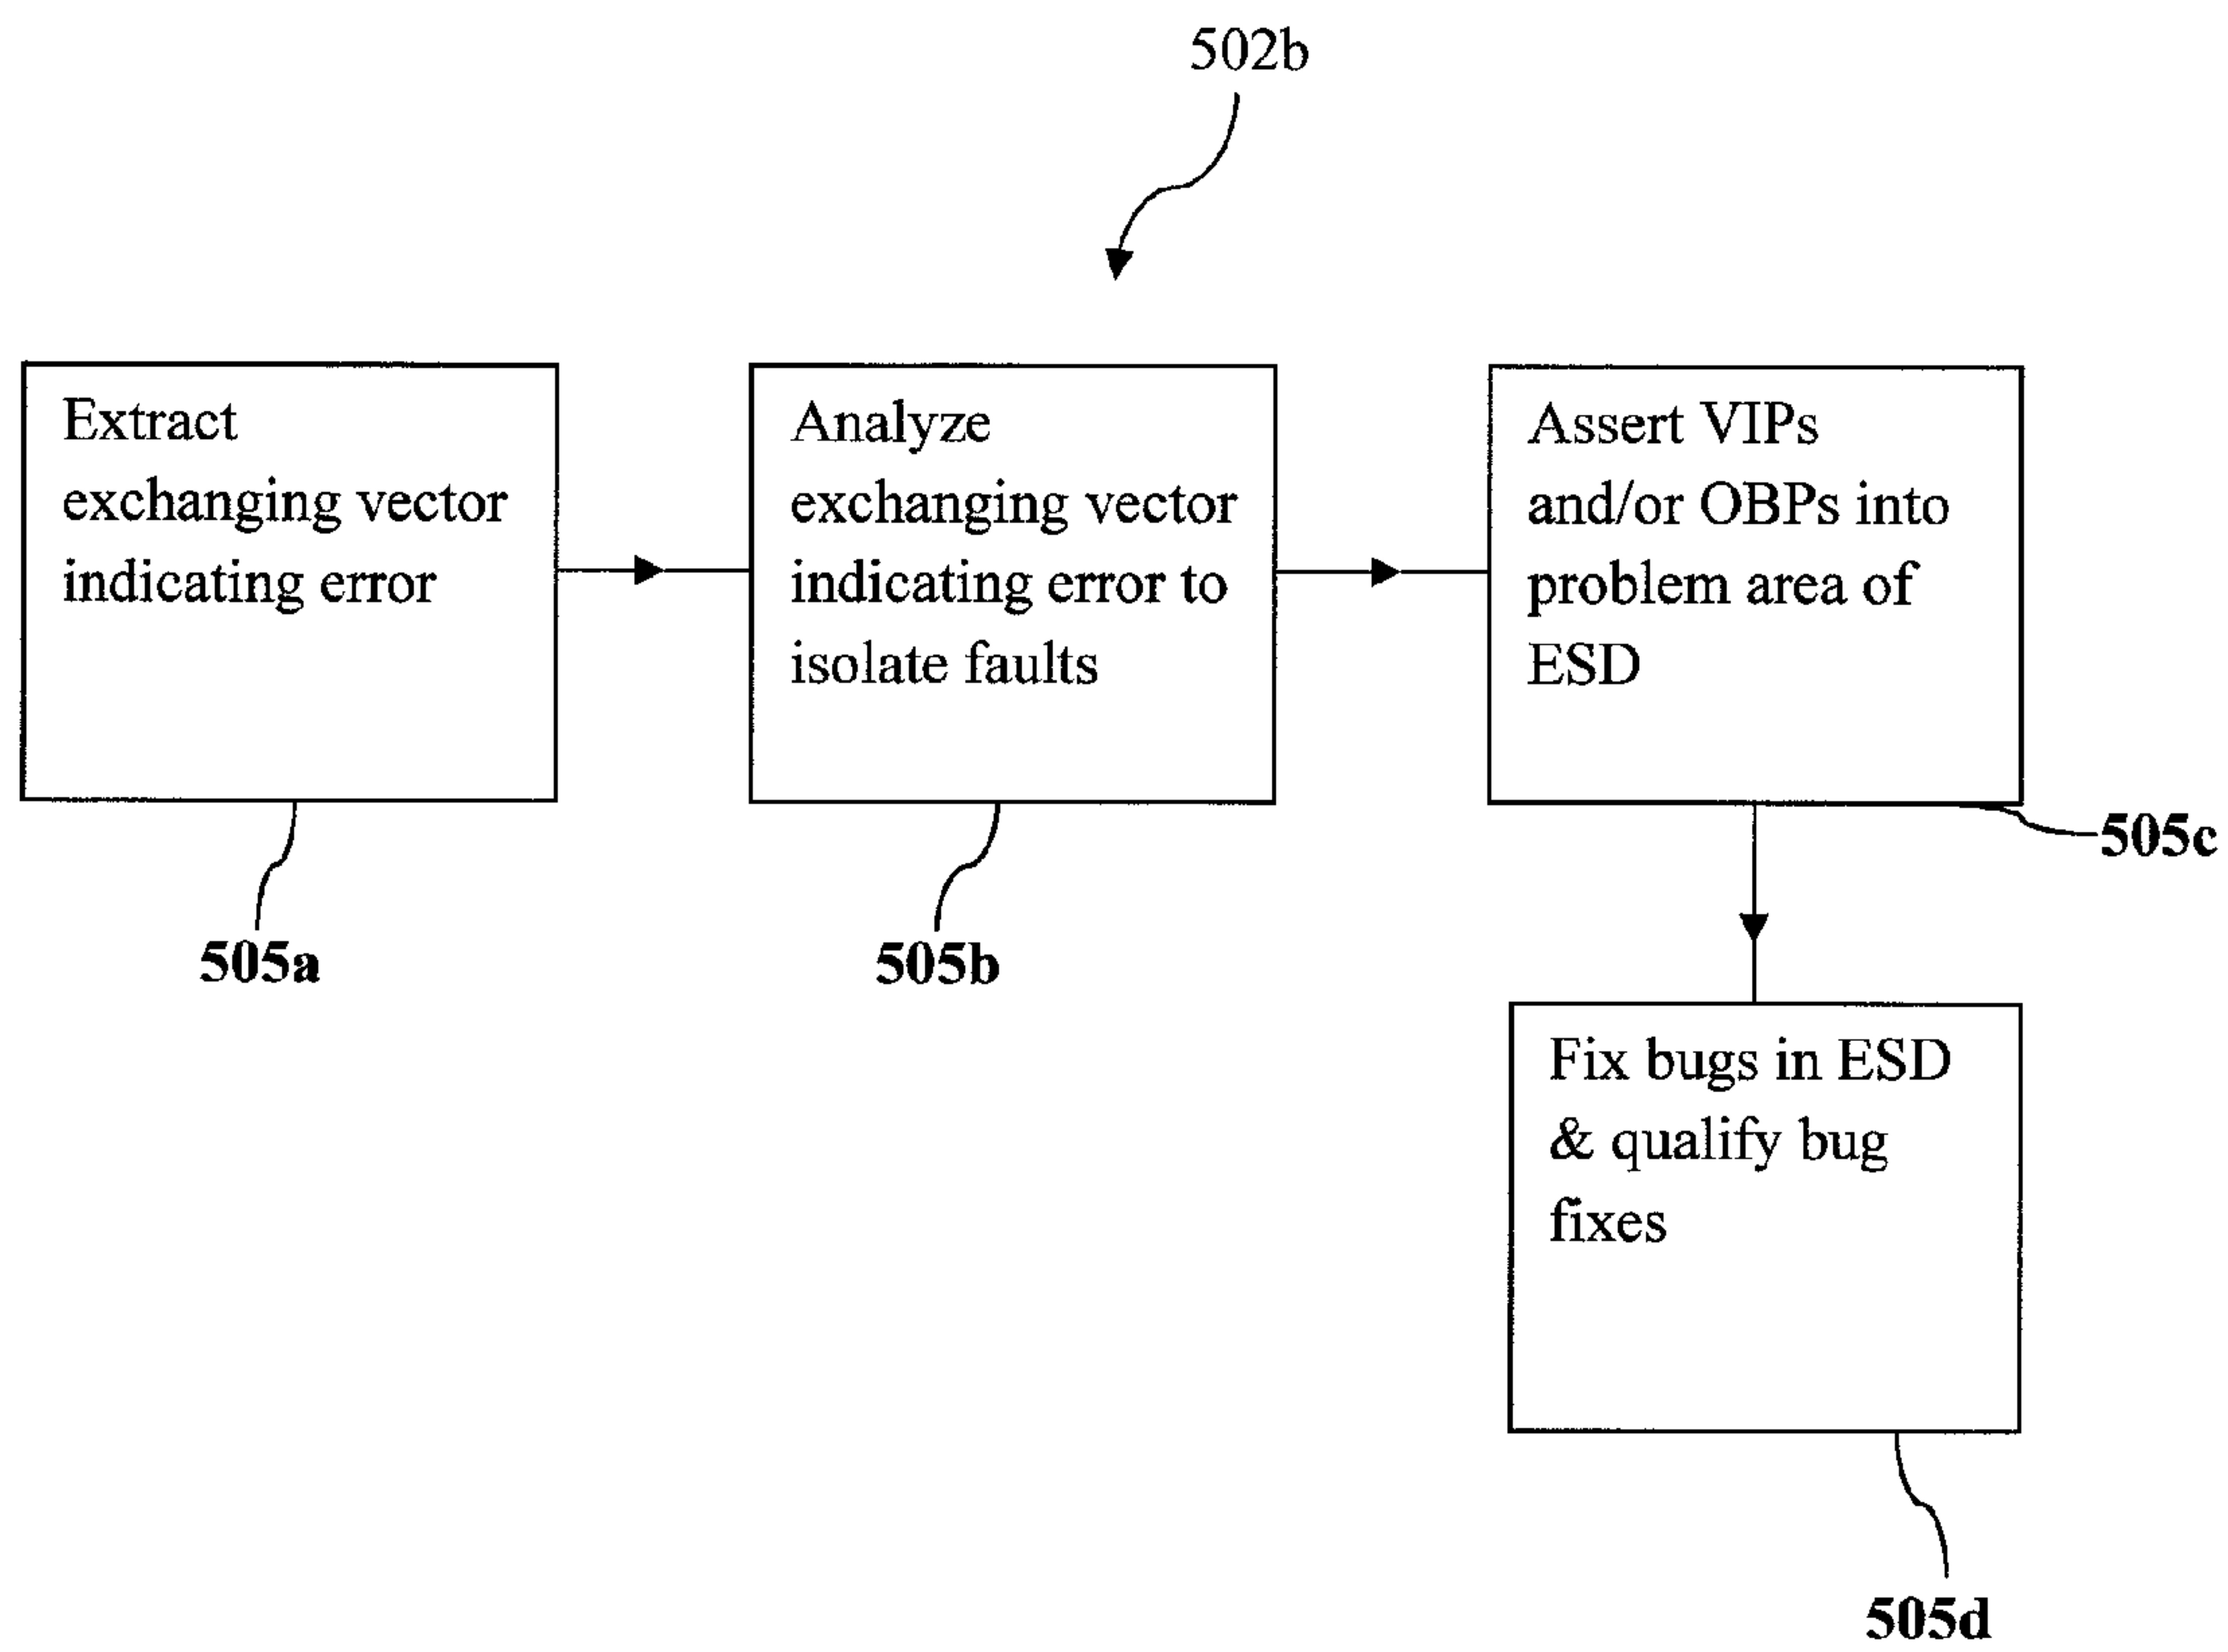 502b
Extract
exchanging vector
indicating error
Analyze
exchanging vector
indicating error to
isolate faults
Assert VIPs
and/or OBPs into
problem area of
ESD
505a
505b
505c
Fix bugs in ESD
& qualify bug
fixes
505d